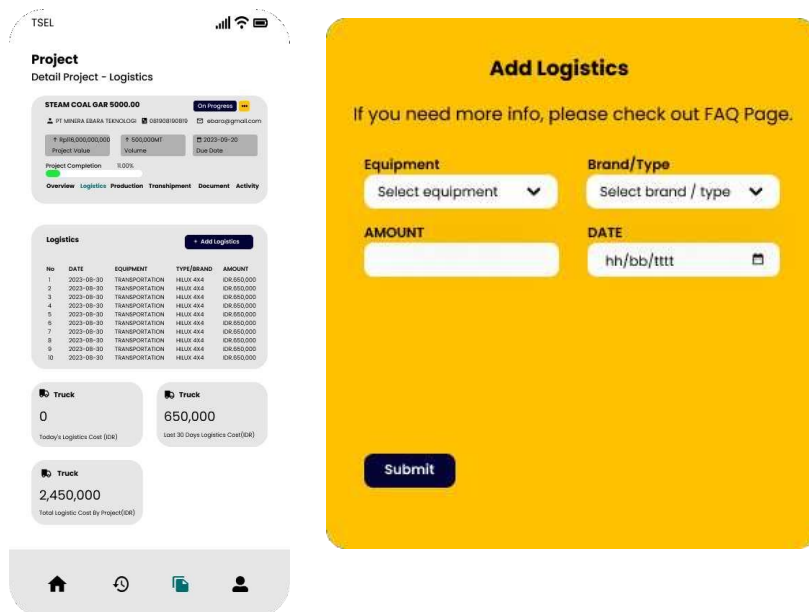 TSEL
Project
Detail Project - Logistics
STEAM COAL GAR 5000.00 On Progress
PT MINERA EBARA TEKNOLOGI 081908190819 ebara@gmail.com
Rp116,000,000,000 500,000MT 2023-09-20
Project Value Volume Due Date
Project Completion 11.00%
Overview Logistics Production Transhipment Document Activity
Logistics + Add Logistics
No DATE EQUIPMENT TYPE/BRAND AMOUNT
1 2023-08-30 TRANSPORTATION HILUX 4X4 IDR.650,000
2 2023-08-30 TRANSPORTATION HILUX 4X4 IDR.650,000
3 2023-08-30 TRANSPORTATION HILUX 4X4 IDR.650,000
4 2023-08-30 TRANSPORTATION HILUX 4X4 IDR.650,000
5 2023-08-30 TRANSPORTATION HILUX 4X4 IDR.650,000
6 2023-08-30 TRANSPORTATION HILUX 4X4 IDR.650,000
7 2023-08-30 TRANSPORTATION HILUX 4X4 IDR.650,000
8 2023-08-30 TRANSPORTATION HILUX 4X4 IDR.650,000
9 2023-08-30 TRANSPORTATION HILUX 4X4 IDR.650,000
10 2023-08-30 TRANSPORTATION HILUX 4X4 IDR.650,000
Truck
0
Today's Logistics Cost (IDR)
Truck
650,000
Last 30 Days Logistics Cost(IDR)
Truck
2,450,000
Total Logistic Cost By Project(IDR)
Add Logistics
If you need more info, please check out FAQ Page.
Equipment Brand/Type
Select equipment Select brand / type
AMOUNT DATE
hh/bb/tttt
Submit